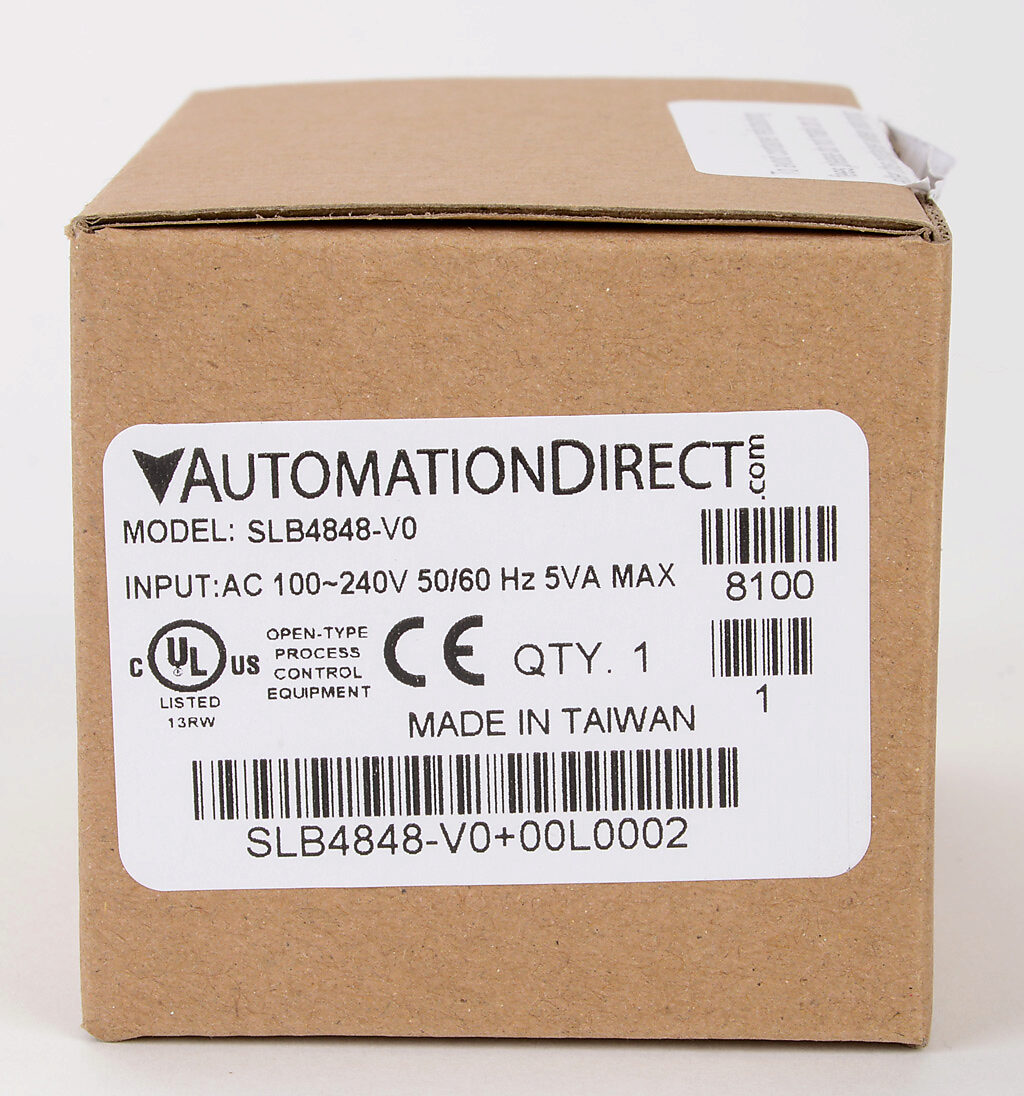 AUTOMATIONDIRECT.com
MODEL: SLB4848-V0
INPUT:AC 100~240V 50/60 Hz 5VA MAX
8100
C UL US
LISTED
13RW
OPEN-TYPE
PROCESS
CONTROL
EQUIPMENT
CE
QTY. 1
1
MADE IN TAIWAN
SLB4848-V0+00L0002